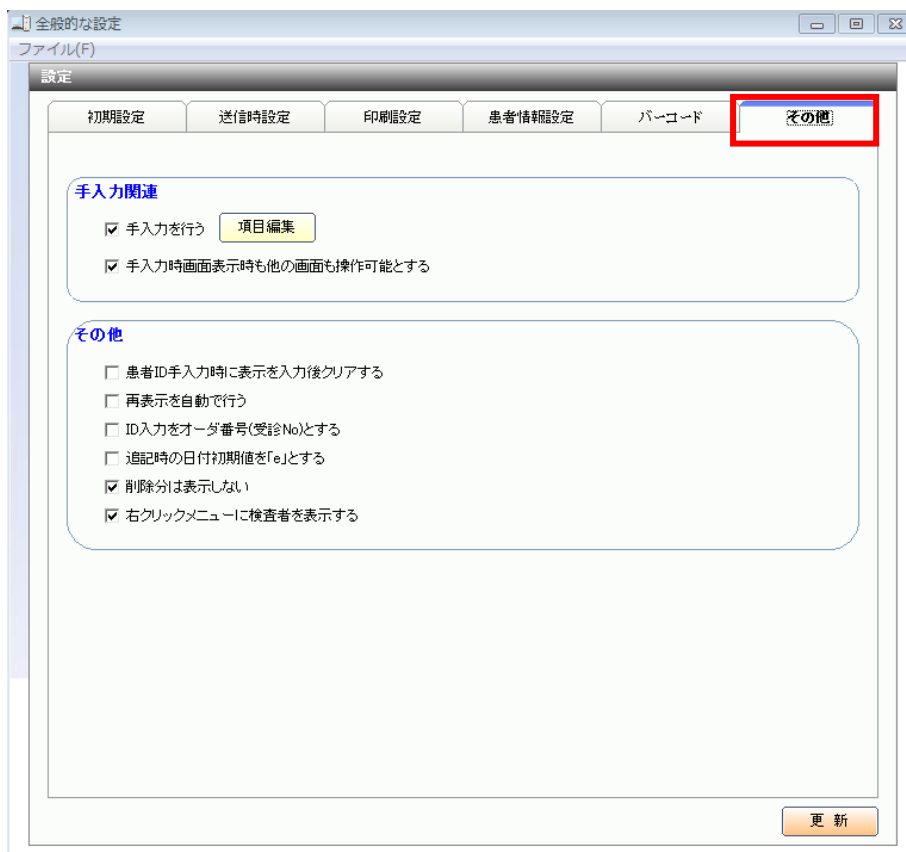 全般的な設定
ファイル(F)
設定
初期設定 送信時設定 印刷設定 患者情報設定 バーコード その他
手入力関連
手入力を行う 項目編集
手入力時画面表示時も他の画面も操作可能とする
その他
患者ID手入力時に表示を入力後クリアする
再表示を自動で行う
ID入力をオーダ番号(受診No)とする
追記時の日付初期値を「e」とする
削除分は表示しない
右クリックメニューに検査者を表示する
更 新